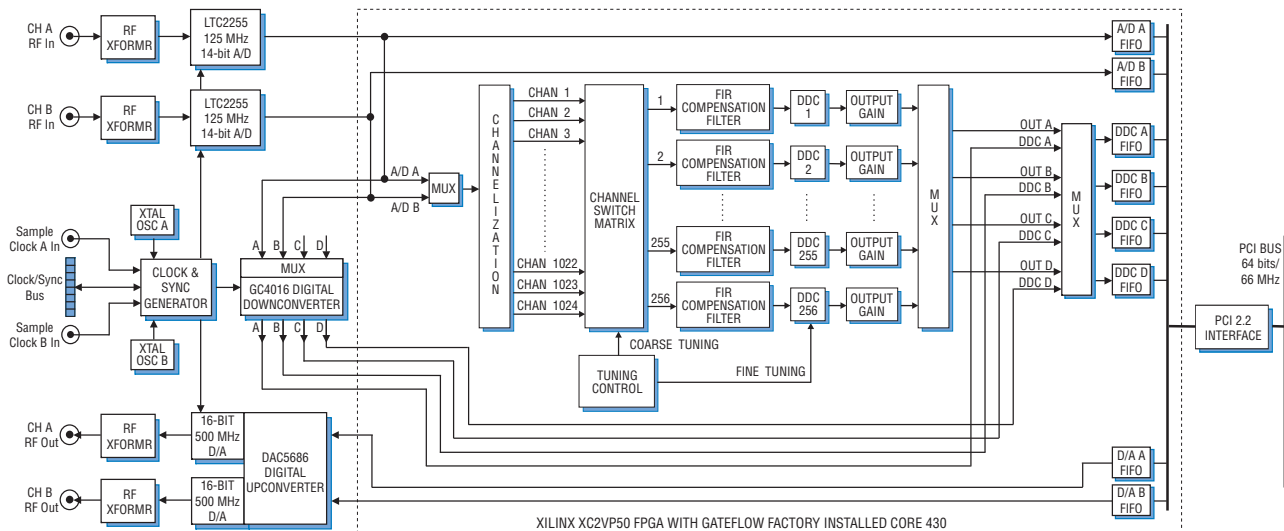 CH A
RF In
RF
XFORMR
LTC2255
125 MHz
14-bit A/D
CH B
RF In
RF
XFORMR
LTC2255
125 MHz
14-bit A/D
A/D A
FIFO
A/D B
FIFO
A/D A
A/D B
MUX
CHANNELIZATION
CHAN 1
CHAN 2
CHAN 3
CHAN 1022
CHAN 1023
CHAN 1024
CHANNEL
SWITCH
MATRIX
1
2
255
256
FIR
COMPENSATION
FILTER
DDC
1
OUTPUT
GAIN
FIR
COMPENSATION
FILTER
DDC
2
OUTPUT
GAIN
FIR
COMPENSATION
FILTER
DDC
255
OUTPUT
GAIN
FIR
COMPENSATION
FILTER
DDC
256
OUTPUT
GAIN
MUX
OUT A
DDC A
OUT B
DDC B
OUT C
DDC C
OUT D
DDC D
MUX
DDC A
FIFO
DDC B
FIFO
DDC C
FIFO
DDC D
FIFO
XTAL
OSC A
Sample
Clock A In
Clock/Sync
Bus
Sample
Clock B In
CLOCK &
SYNC
GENERATOR
XTAL
OSC B
A
B
C
D
MUX
GC4016 DIGITAL
DOWNCONVERTER
A
B
C
D
COARSE TUNING
TUNING
CONTROL
FINE TUNING
PCI BUS
64 bits/
66 MHz
PCI 2.2
INTERFACE
CH A
RF Out
RF
XFORMR
16-BIT
500 MHz
D/A
DAC5686
DIGITAL
UPCONVERTER
CH B
RF Out
RF
XFORMR
16-BIT
500 MHz
D/A
D/A A
FIFO
D/A B
FIFO
XILINX XC2VP50 FPGA WITH GATEFLOW FACTORY INSTALLED CORE 430